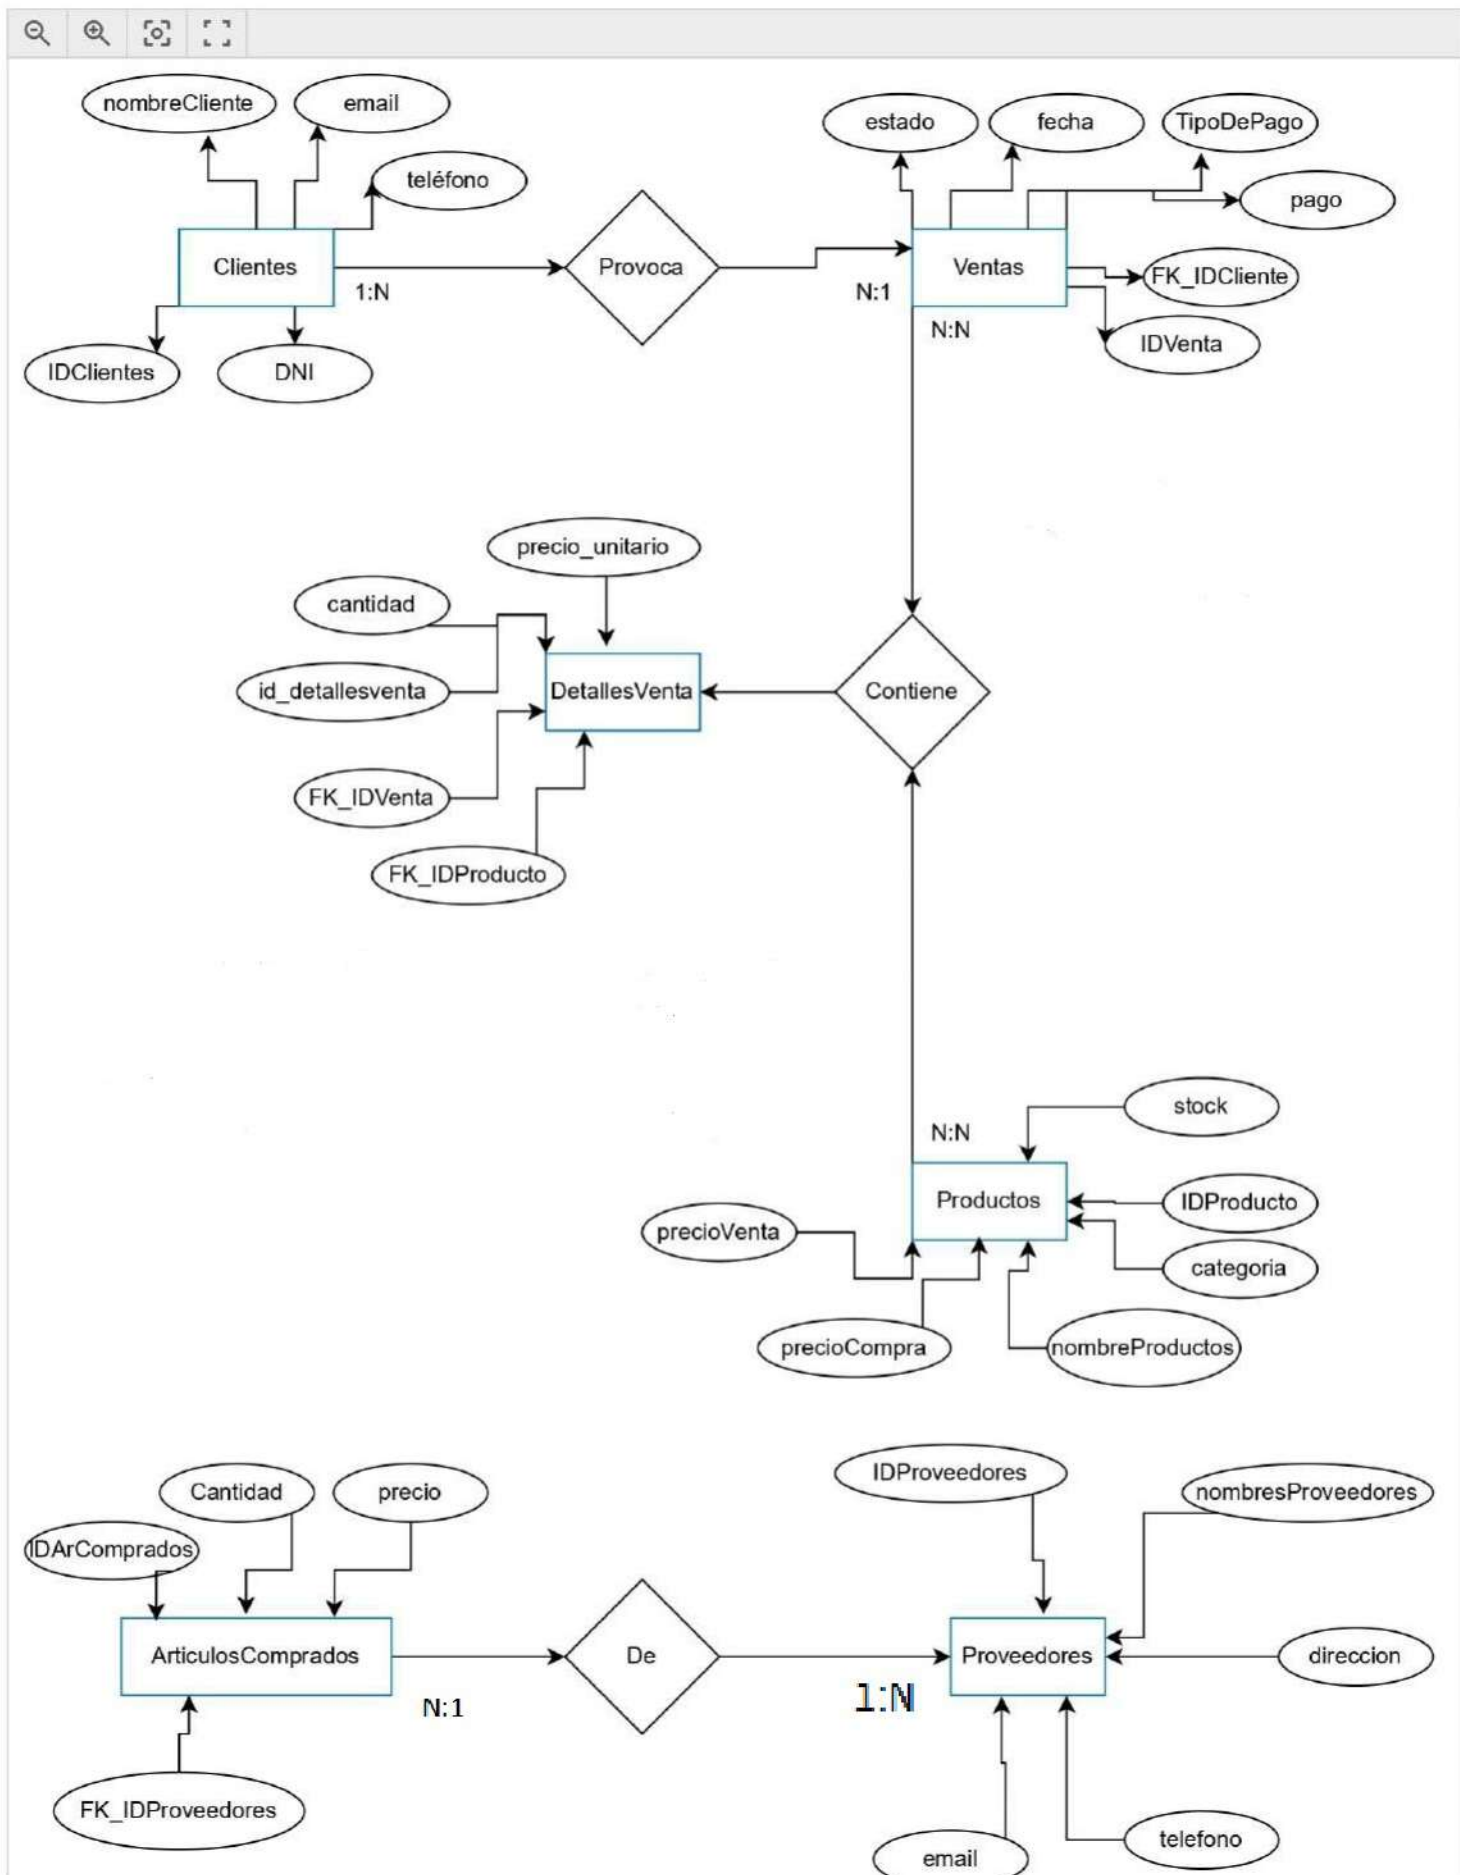 nombreCliente
email
teléfono
Clientes
1:N
IDClientes
DNI
Provoca
estado
fecha
TipoDePago
pago
N:1
Ventas
FK_IDCliente
IDVenta
N:N
precio_unitario
cantidad
id_detallesventa
DetallesVenta
FK_IDVenta
FK_IDProducto
Contiene
N:N
stock
Productos
IDProducto
precioVenta
categoria
precioCompra
nombreProductos
Cantidad
precio
IDArComprados
ArticulosComprados
N:1
FK_IDProveedores
De
1:N
IDProveedores
nombresProveedores
Proveedores
direccion
telefono
email